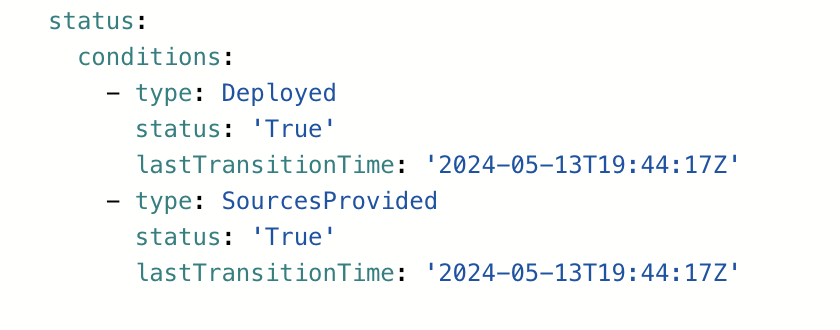 status:
  conditions:
    - type: Deployed
      status: 'True'
      lastTransitionTime: '2024-05-13T19:44:17Z'
    - type: SourcesProvided
      status: 'True'
      lastTransitionTime: '2024-05-13T19:44:17Z'